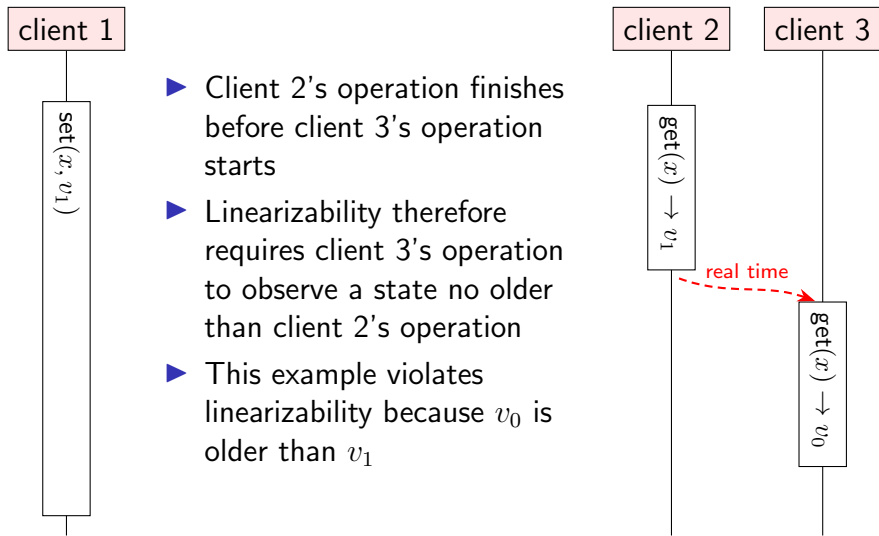 client 1
client 2
client 3
set(x, v₁)
▶ Client 2's operation finishes
before client 3's operation
starts
▶ Linearizability therefore
requires client 3's operation
to observe a state no older
than client 2's operation
▶ This example violates
linearizability because v₀ is
older than v₁
get(x) → v₁
real time
get(x) → v₀